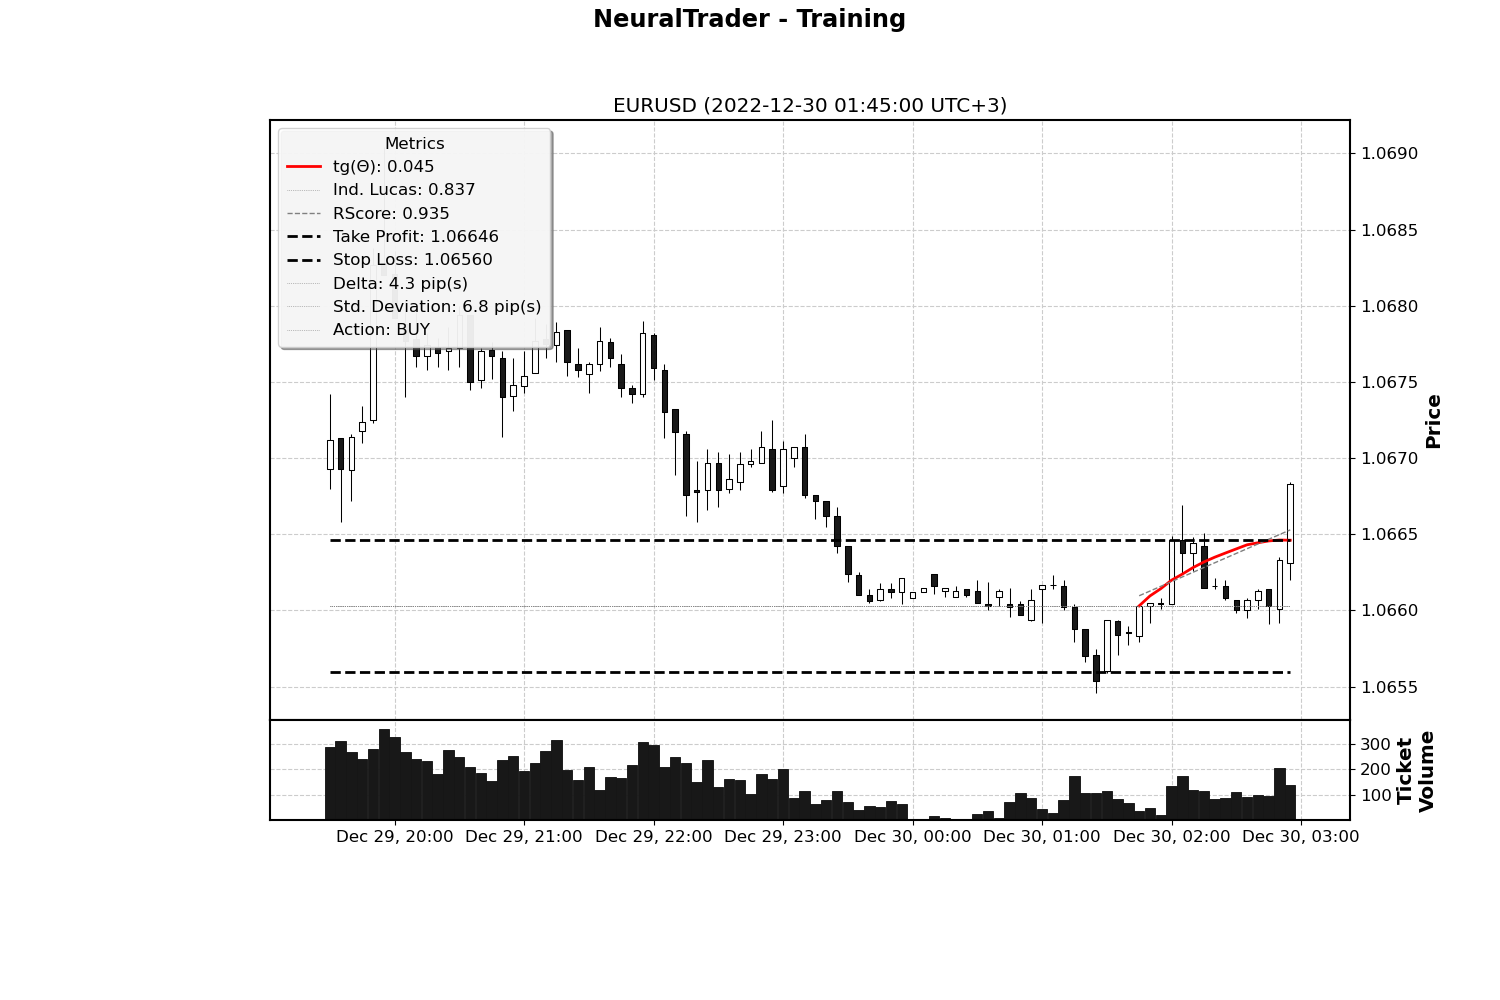 NeuralTrader - Training
EURUSD (2022-12-30 01:45:00 UTC+3)
Metrics
tg(Θ): 0.045
Ind. Lucas: 0.837
RScore: 0.935
Take Profit: 1.06646
Stop Loss: 1.06560
Delta: 4.3 pip(s)
Std. Deviation: 6.8 pip(s)
Action: BUY
1.0690
1.0685
1.0680
1.0675
1.0670
1.0665
1.0660
1.0655
Price
300
200
100
Ticket
Volume
Dec 29, 20:00 Dec 29, 21:00 Dec 29, 22:00 Dec 29, 23:00 Dec 30, 00:00 Dec 30, 01:00 Dec 30, 02:00 Dec 30, 03:00